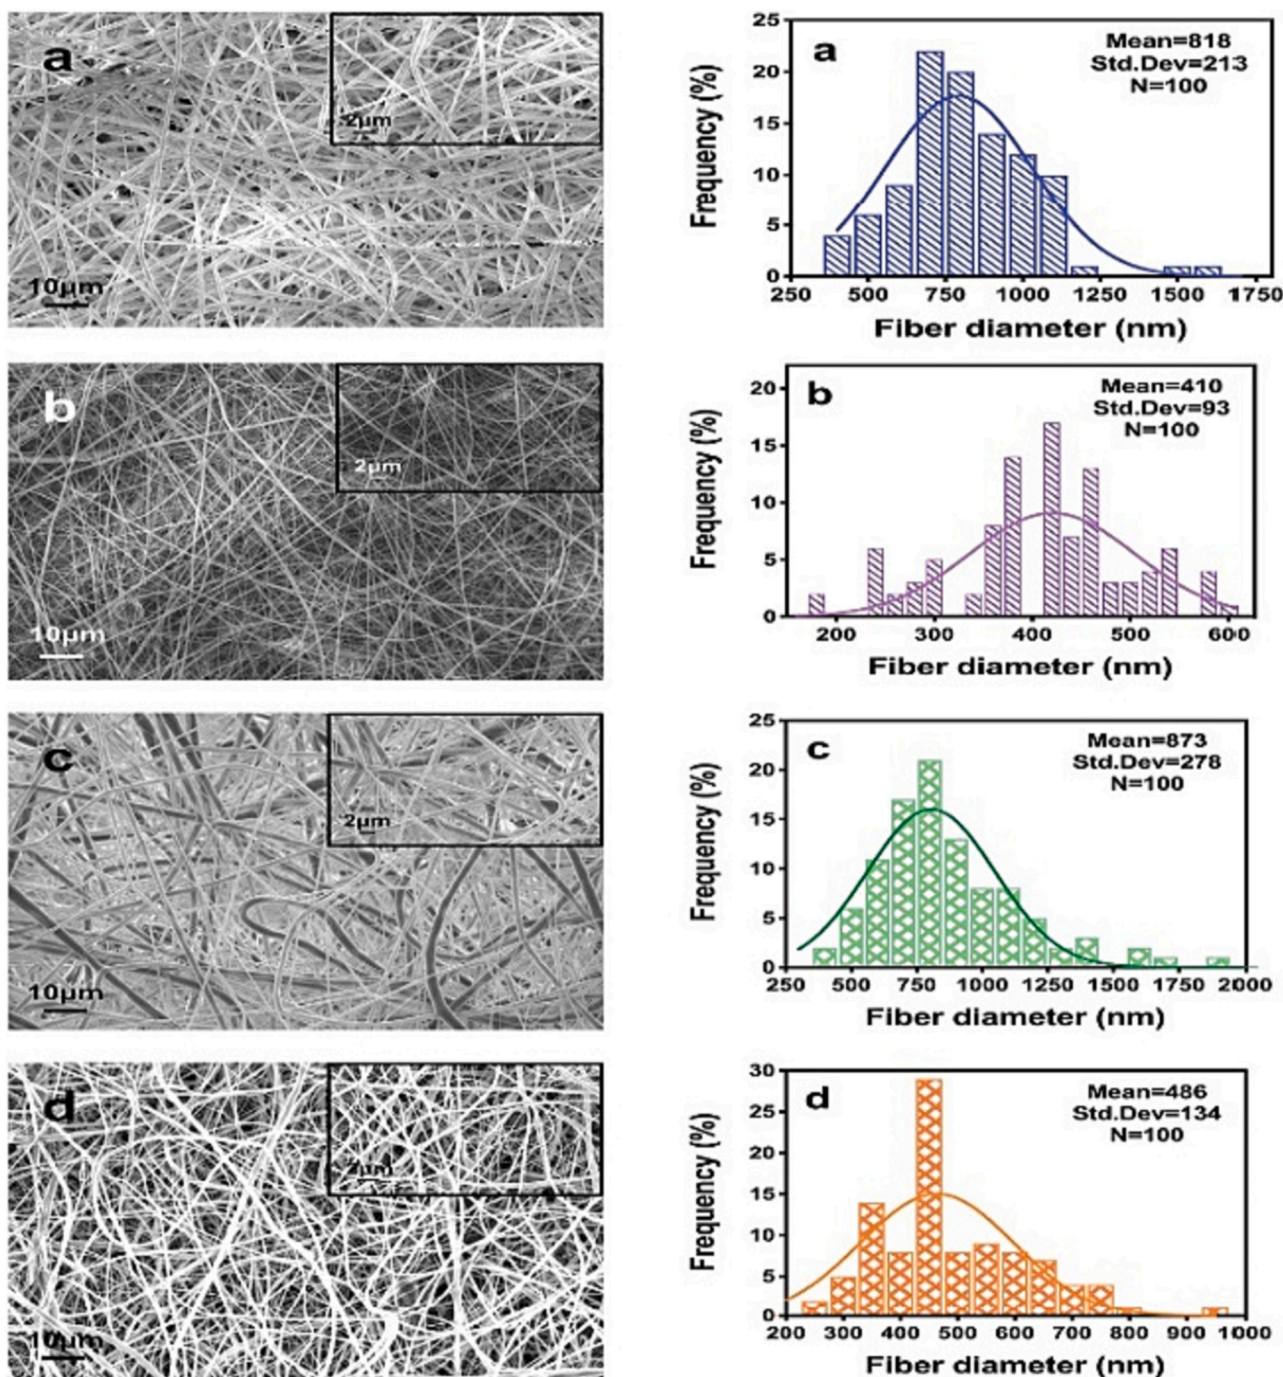 a
2μm
10μm
a
Mean=818
Std.Dev=213
N=100
Frequency (%)
25
20
15
10
5
0
250 500 750 1000 1250 1500 1750
Fiber diameter (nm)
b
2μm
10μm
b
Mean=410
Std.Dev=93
N=100
Frequency (%)
20
15
10
5
0
200 300 400 500 600
Fiber diameter (nm)
c
2μm
10μm
c
Mean=873
Std.Dev=278
N=100
Frequency (%)
25
20
15
10
5
0
250 500 750 1000 1250 1500 1750 2000
Fiber diameter (nm)
d
2μm
10μm
d
Mean=486
Std.Dev=134
N=100
Frequency (%)
30
25
20
15
10
5
0
200 300 400 500 600 700 800 900 1000
Fiber diameter (nm)